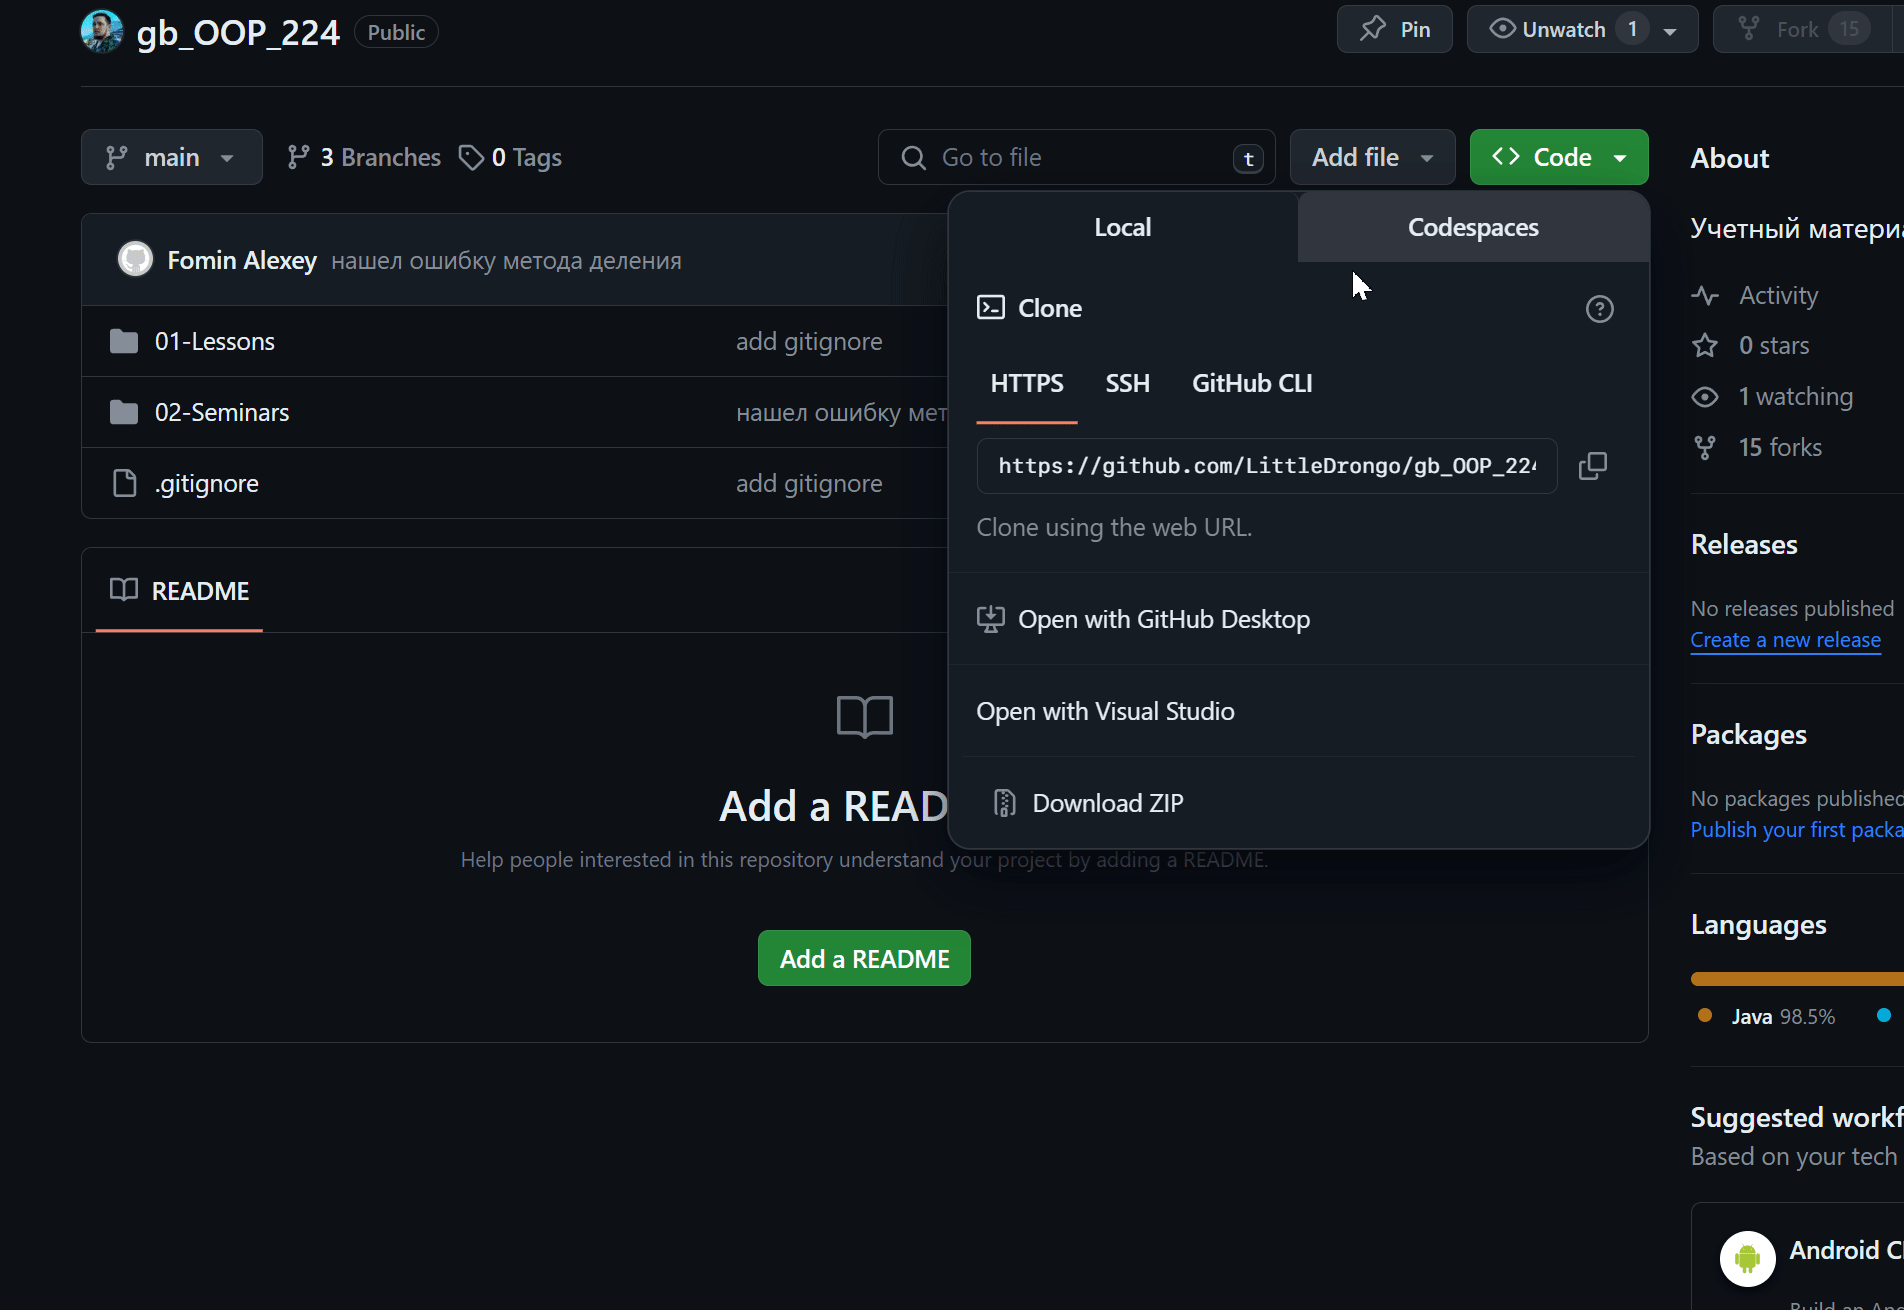 gb_OOP_224 Public
Pin
Unwatch 1
Fork 15
main
3 Branches
0 Tags
Go to file t
Add file
Code
Fomin Alexey нашел ошибку метода деления
01-Lessons add gitignore
02-Seminars нашел ошибку мет
.gitignore add gitignore
README
Add a READ
Help people interested in this repository understand your project by adding a README.
Add a README
Local
Codespaces
Clone
HTTPS SSH GitHub CLI
https://github.com/LittleDrongo/gb_OOP_224
Clone using the web URL.
Open with GitHub Desktop
Open with Visual Studio
Download ZIP
About
Учетный матери
Activity
0 stars
1 watching
15 forks
Releases
No releases published
Create a new release
Packages
No packages published
Publish your first packa
Languages
Java 98.5%
Suggested workf
Based on your tech
Android C